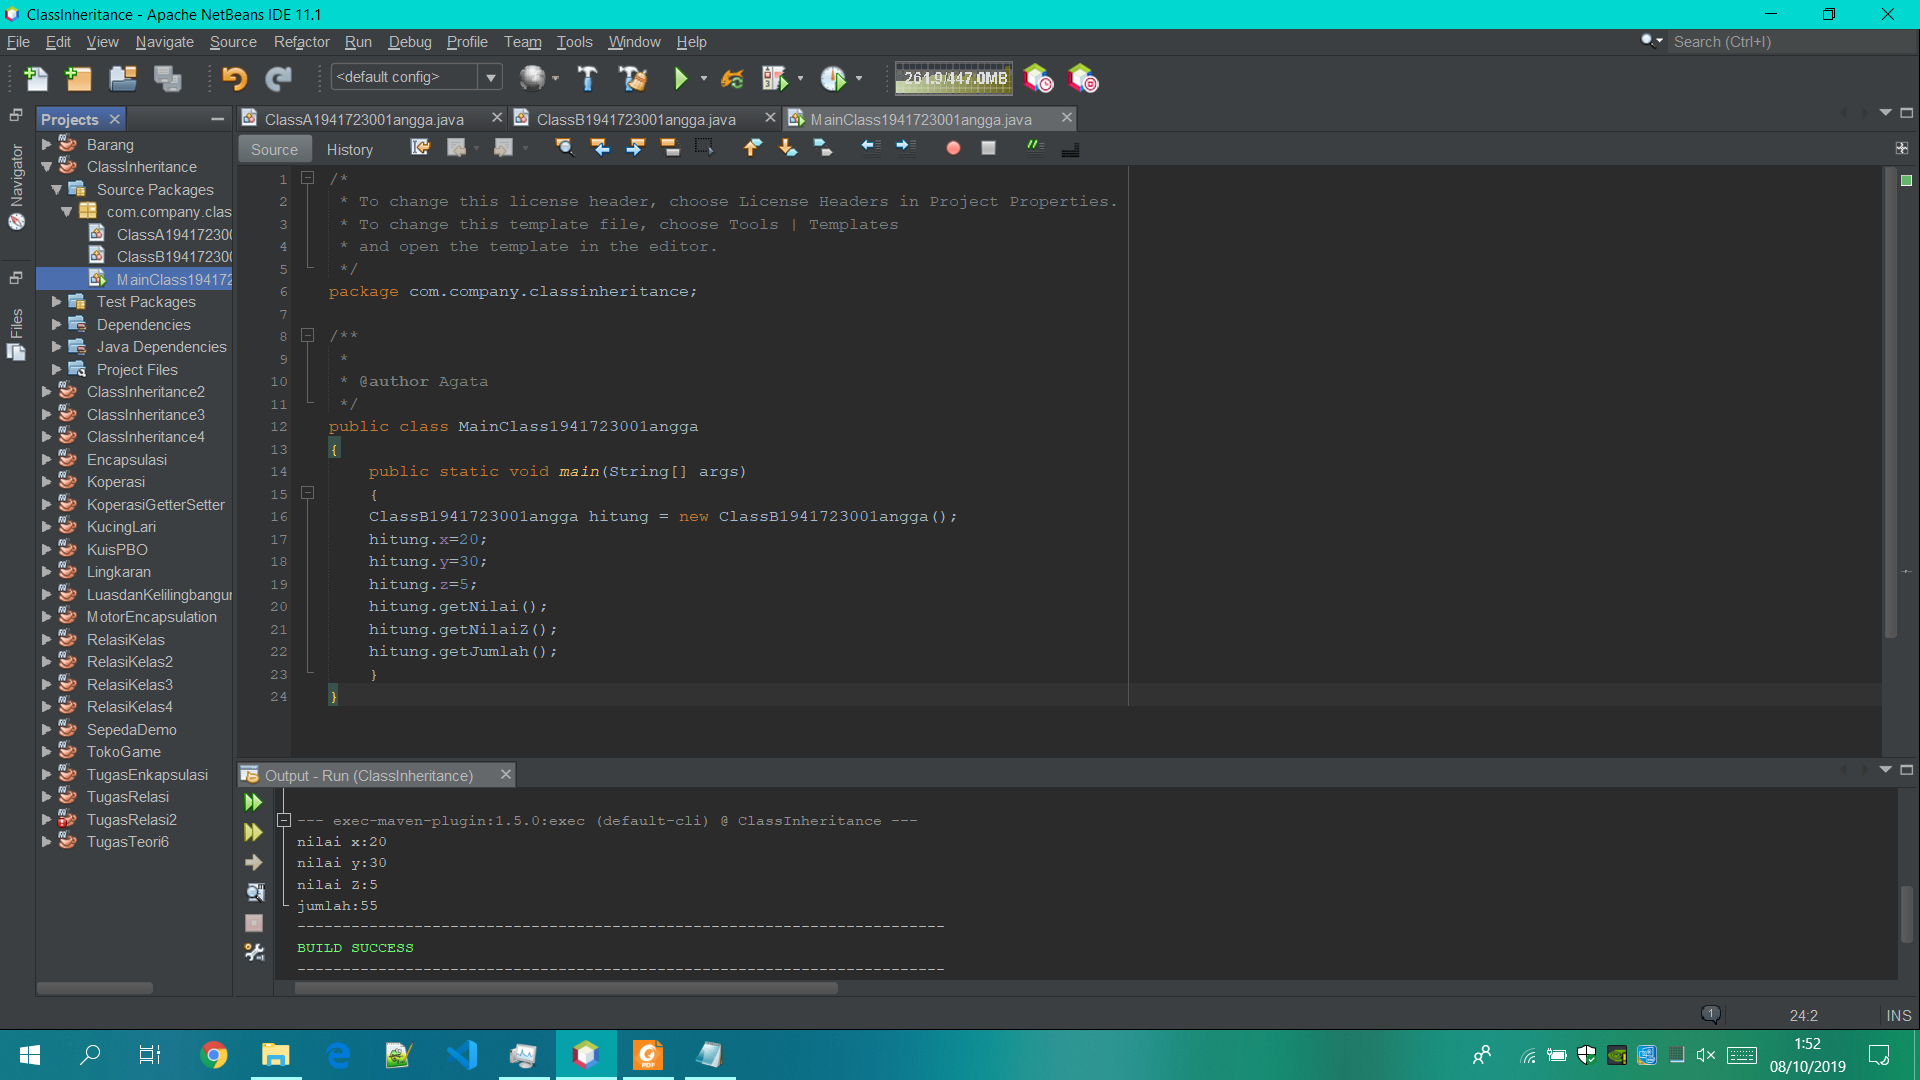 ClassInheritance - Apache NetBeans IDE 11.1
File Edit View Navigate Source Refactor Run Debug Profile Team Tools Window Help
Search (Ctrl+I)
<default config>
261.9/447.0MB
Projects
ClassA1941723001angga.java
ClassB1941723001angga.java
MainClass1941723001angga.java
Source History
Navigator
Files
Barang
ClassInheritance
Source Packages
com.company.clas
ClassA194172300
ClassB194172300
MainClass194172
Test Packages
Dependencies
Java Dependencies
Project Files
ClassInheritance2
ClassInheritance3
ClassInheritance4
Encapsulasi
Koperasi
KoperasiGetterSetter
KucingLari
KuisPBO
Lingkaran
LuasdanKelilingbangun
MotorEncapsulation
RelasiKelas
RelasiKelas2
RelasiKelas3
RelasiKelas4
SepedaDemo
TokoGame
TugasEnkapsulasi
TugasRelasi
TugasRelasi2
TugasTeori6
1 /*
2 * To change this license header, choose License Headers in Project Properties.
3 * To change this template file, choose Tools | Templates
4 * and open the template in the editor.
5 */
6 package com.company.classinheritance;
7
8 /**
9 *
10 * @author Agata
11 */
12 public class MainClass1941723001angga
13 {
14 public static void main(String[] args)
15 {
16 ClassB1941723001angga hitung = new ClassB1941723001angga();
17 hitung.x=20;
18 hitung.y=30;
19 hitung.z=5;
20 hitung.getNilai();
21 hitung.getNilaiZ();
22 hitung.getJumlah();
23 }
24 }
Output - Run (ClassInheritance)
--- exec-maven-plugin:1.5.0:exec (default-cli) @ ClassInheritance ---
nilai x:20
nilai y:30
nilai Z:5
jumlah:55
------------------------------------------------------------------------
BUILD SUCCESS
------------------------------------------------------------------------
1
24:2
INS
PDF
1:52
08/10/2019